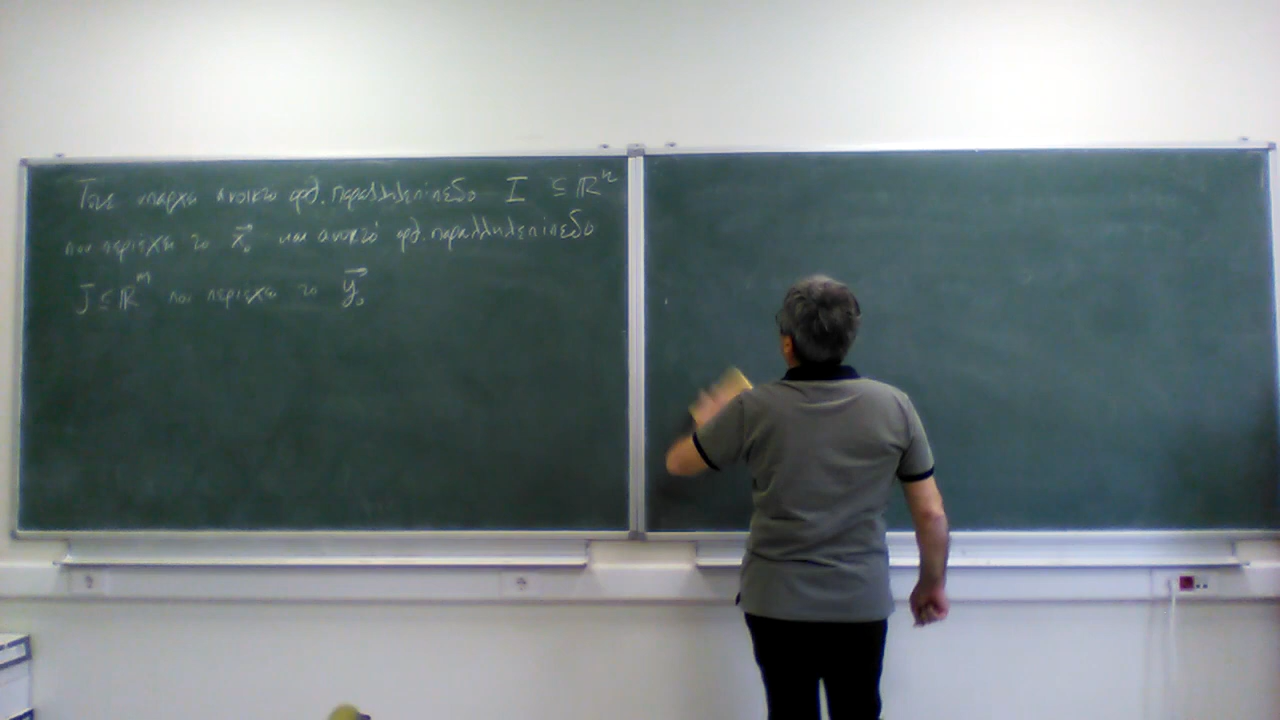 Τότε υπάρχει ανοικτό ορθ. παραλληλεπίπεδο I ⊆ ℝⁿ
που περιέχει το x⃗₀ και ανοικτό ορθ. παραλληλεπίπεδο
J ⊆ ℝᵐ που περιέχει το y⃗₀